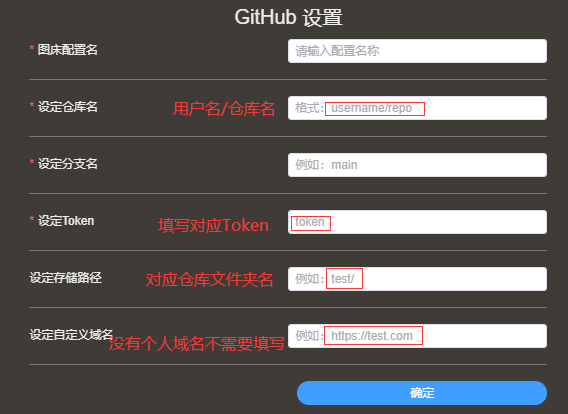 GitHub 设置
* 图床配置名 请输入配置名称
* 设定仓库名 用户名/仓库名 格式：username/repo
* 设定分支名 例如：main
* 设定Token 填写对应Token token
设定存储路径 对应仓库文件夹名 例如：test/
设定自定义域名 没有个人域名不需要填写 例如：https://test.com
确定